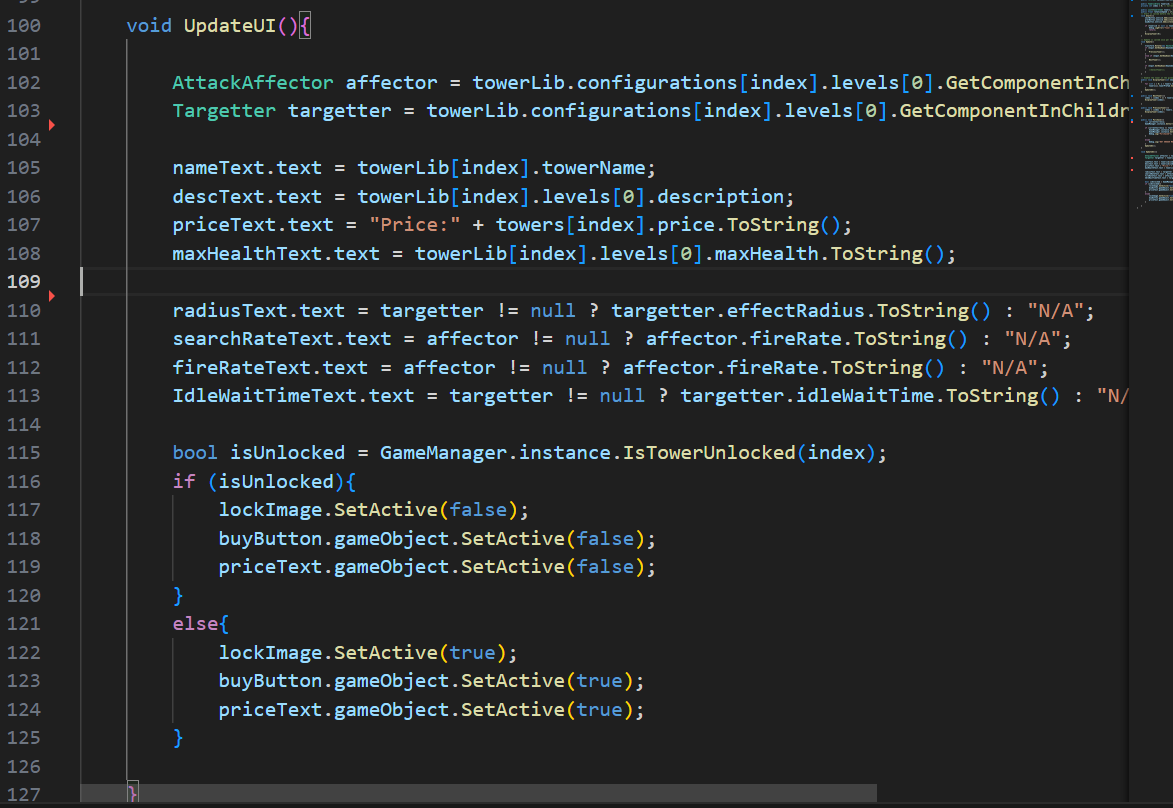 100 void UpdateUI(){
101
102 AttackAffector affector = towerLib.configurations[index].levels[0].GetComponentInCh
103 Targetter targetter = towerLib.configurations[index].levels[0].GetComponentInChildr
104
105 nameText.text = towerLib[index].towerName;
106 descText.text = towerLib[index].levels[0].description;
107 priceText.text = "Price:" + towers[index].price.ToString();
108 maxHealthText.text = towerLib[index].levels[0].maxHealth.ToString();
109
110 radiusText.text = targetter != null ? targetter.effectRadius.ToString() : "N/A";
111 searchRateText.text = affector != null ? affector.fireRate.ToString() : "N/A";
112 fireRateText.text = affector != null ? affector.fireRate.ToString() : "N/A";
113 IdleWaitTimeText.text = targetter != null ? targetter.idleWaitTime.ToString() : "N/
114
115 bool isUnlocked = GameManager.instance.IsTowerUnlocked(index);
116 if (isUnlocked){
117 lockImage.SetActive(false);
118 buyButton.gameObject.SetActive(false);
119 priceText.gameObject.SetActive(false);
120 }
121 else{
122 lockImage.SetActive(true);
123 buyButton.gameObject.SetActive(true);
124 priceText.gameObject.SetActive(true);
125 }
126
127 }